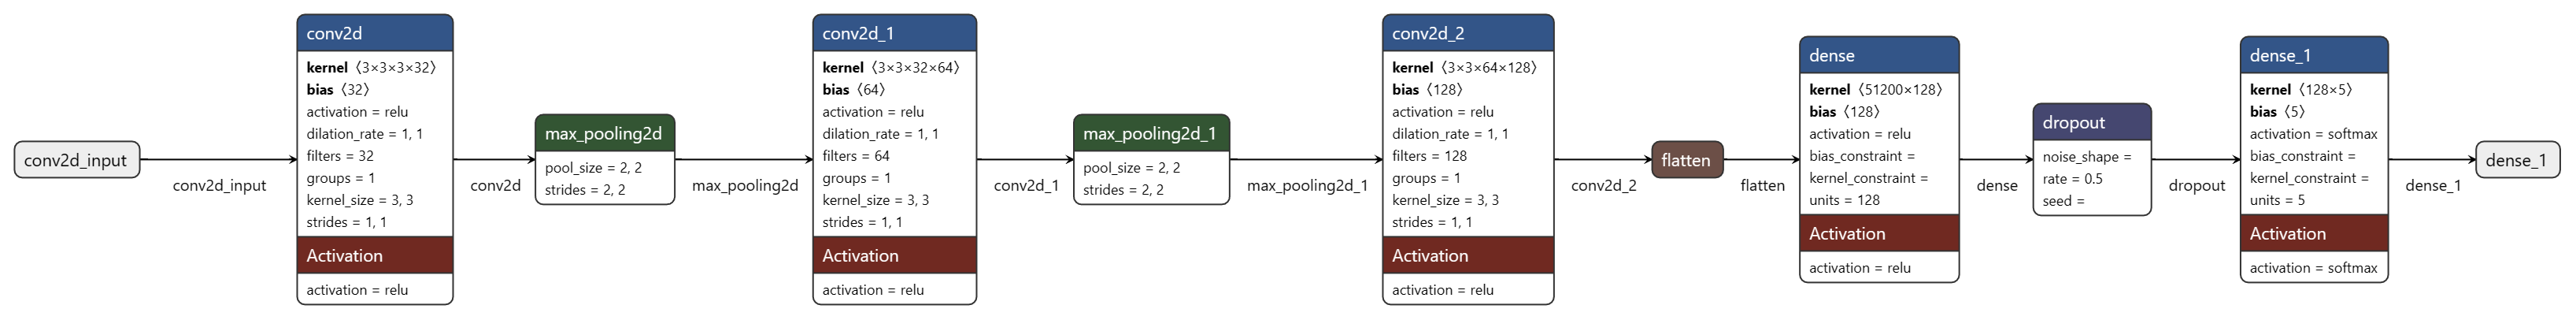 conv2d_input
conv2d_input
conv2d
kernel 〈3×3×3×32〉
bias 〈32〉
activation = relu
dilation_rate = 1, 1
filters = 32
groups = 1
kernel_size = 3, 3
strides = 1, 1
Activation
activation = relu
conv2d
max_pooling2d
pool_size = 2, 2
strides = 2, 2
max_pooling2d
conv2d_1
kernel 〈3×3×32×64〉
bias 〈64〉
activation = relu
dilation_rate = 1, 1
filters = 64
groups = 1
kernel_size = 3, 3
strides = 1, 1
Activation
activation = relu
conv2d_1
max_pooling2d_1
pool_size = 2, 2
strides = 2, 2
max_pooling2d_1
conv2d_2
kernel 〈3×3×64×128〉
bias 〈128〉
activation = relu
dilation_rate = 1, 1
filters = 128
groups = 1
kernel_size = 3, 3
strides = 1, 1
Activation
activation = relu
conv2d_2
flatten
flatten
dense
kernel 〈51200×128〉
bias 〈128〉
activation = relu
bias_constraint =
kernel_constraint =
units = 128
Activation
activation = relu
dense
dropout
noise_shape =
rate = 0.5
seed =
dropout
dense_1
kernel 〈128×5〉
bias 〈5〉
activation = softmax
bias_constraint =
kernel_constraint =
units = 5
Activation
activation = softmax
dense_1
dense_1